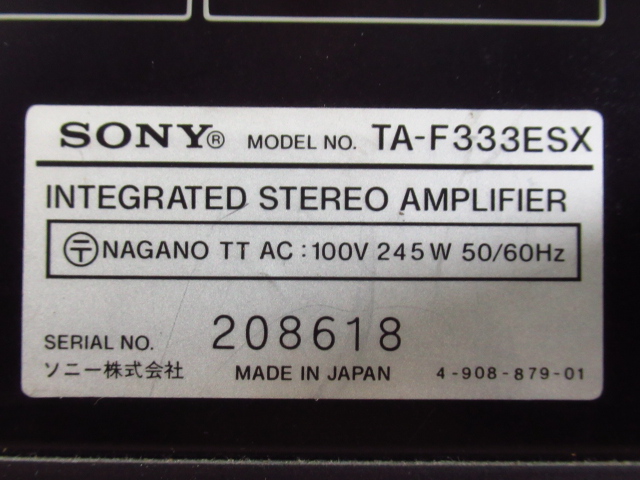 SONY® MODEL NO. TA-F333ESX
INTEGRATED STEREO AMPLIFIER
〒 NAGANO TT AC : 100V 245W 50/60Hz
SERIAL NO. 208618
ソニー株式会社 MADE IN JAPAN 4-908-879-01